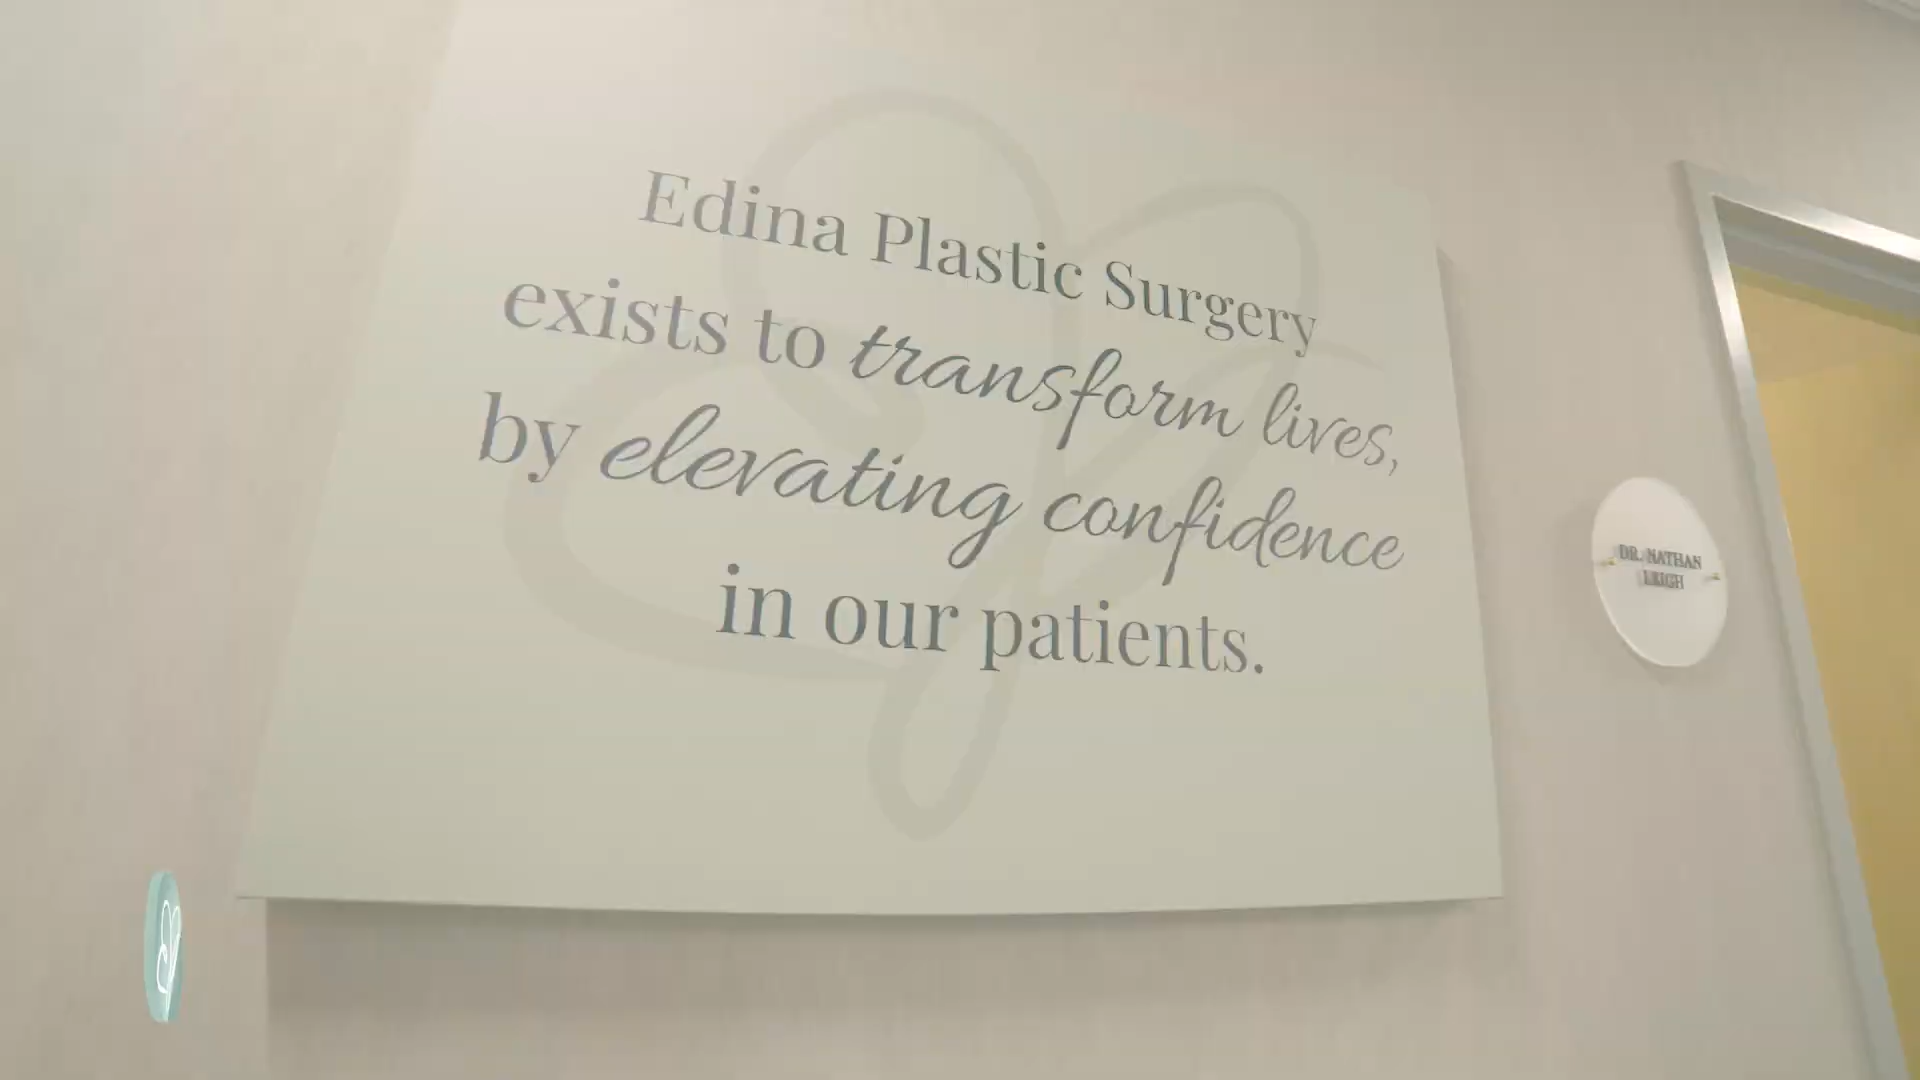 Edina Plastic Surgery
exists to transform lives,
by elevating confidence
in our patients.
DR. NATHAN
LEIGH